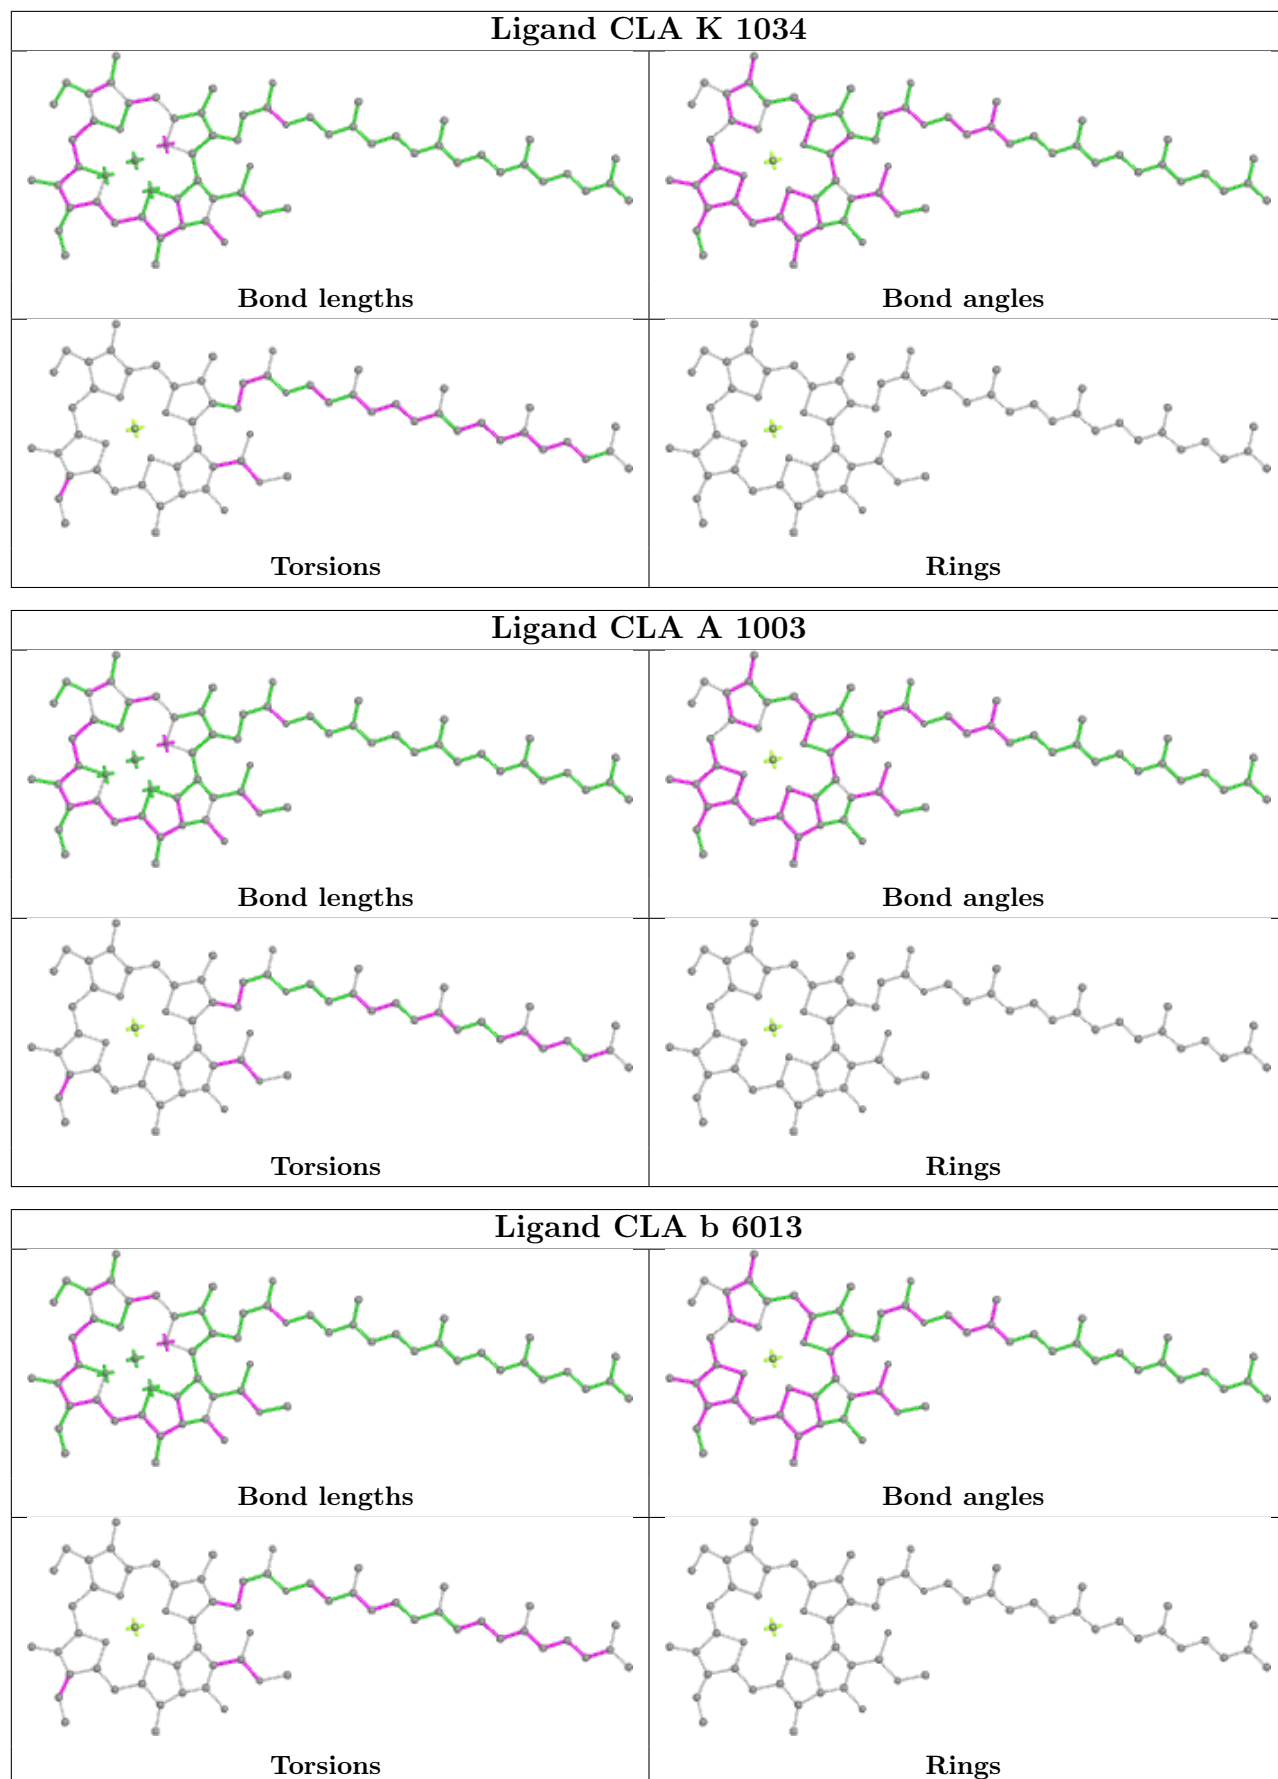 Ligand CLA K 1034
Bond lengths
Bond angles
Torsions
Rings
Ligand CLA A 1003
Bond lengths
Bond angles
Torsions
Rings
Ligand CLA b 6013
Bond lengths
Bond angles
Torsions
Rings